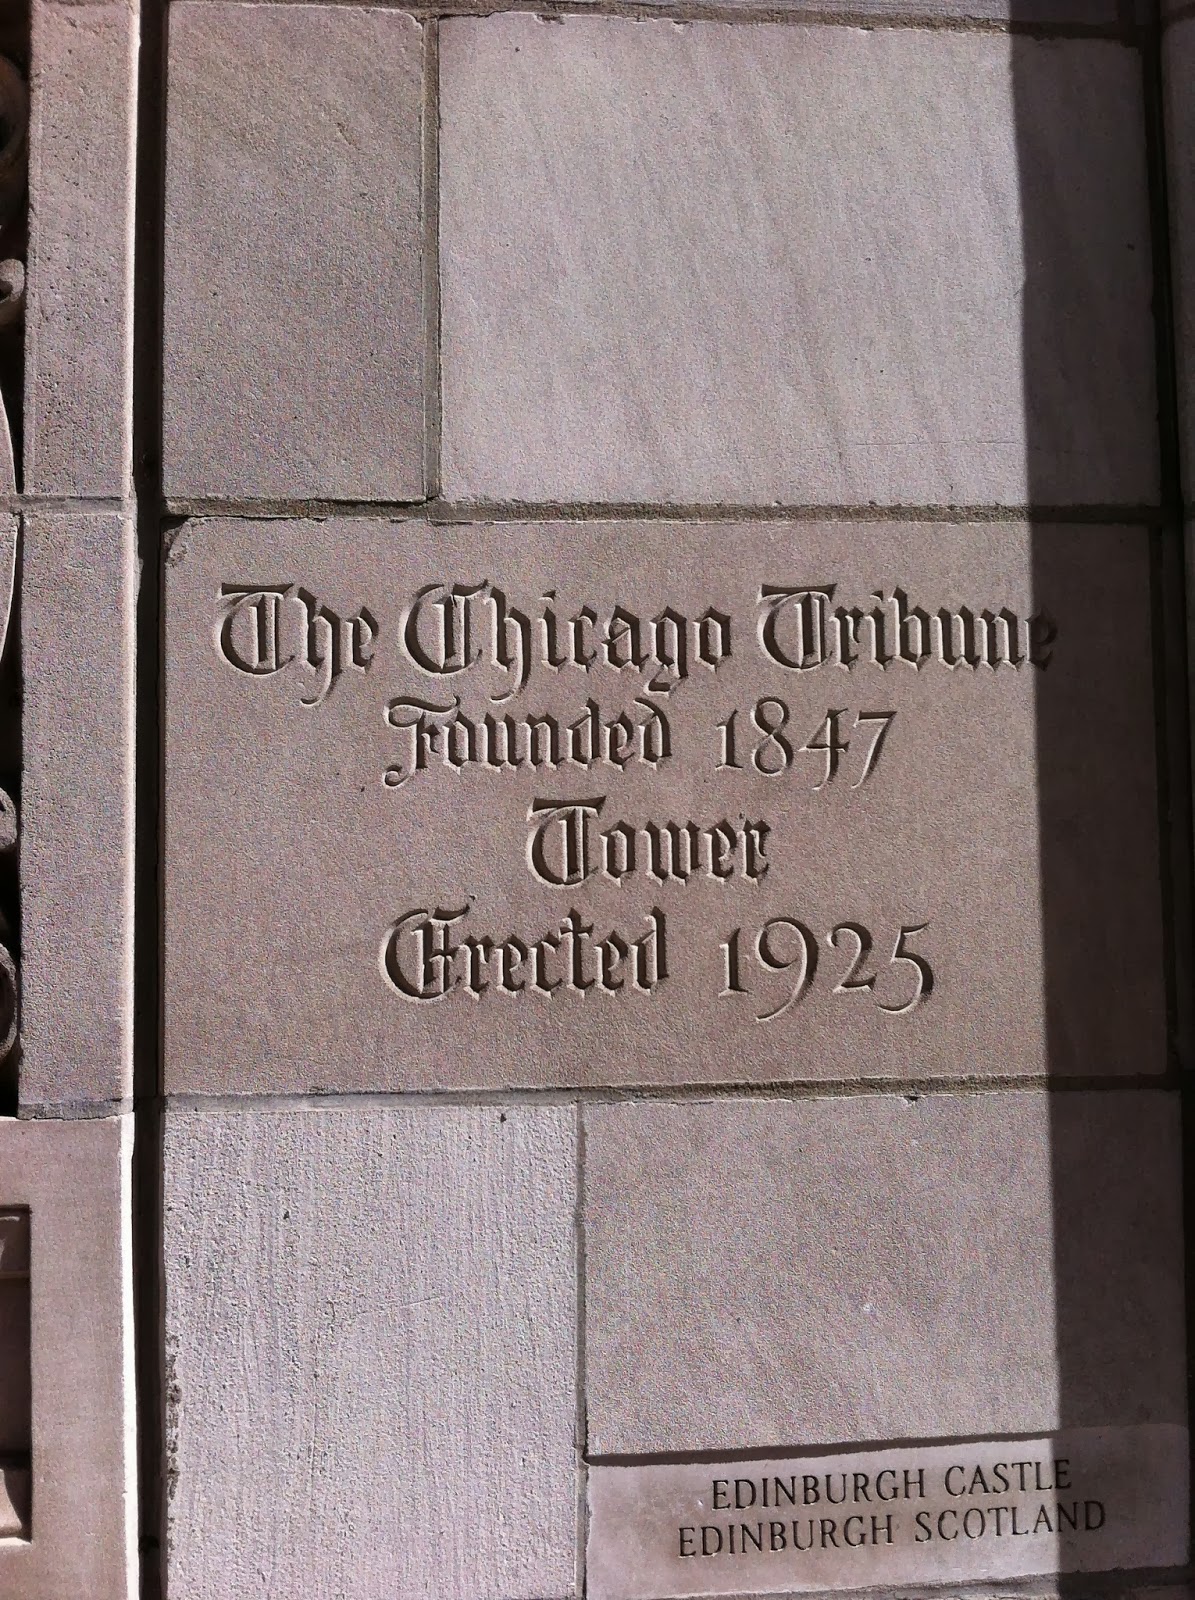 The Chicago Tribune
Founded 1847
Tower
Erected 1925
EDINBURGH CASTLE
EDINBURGH SCOTLAND